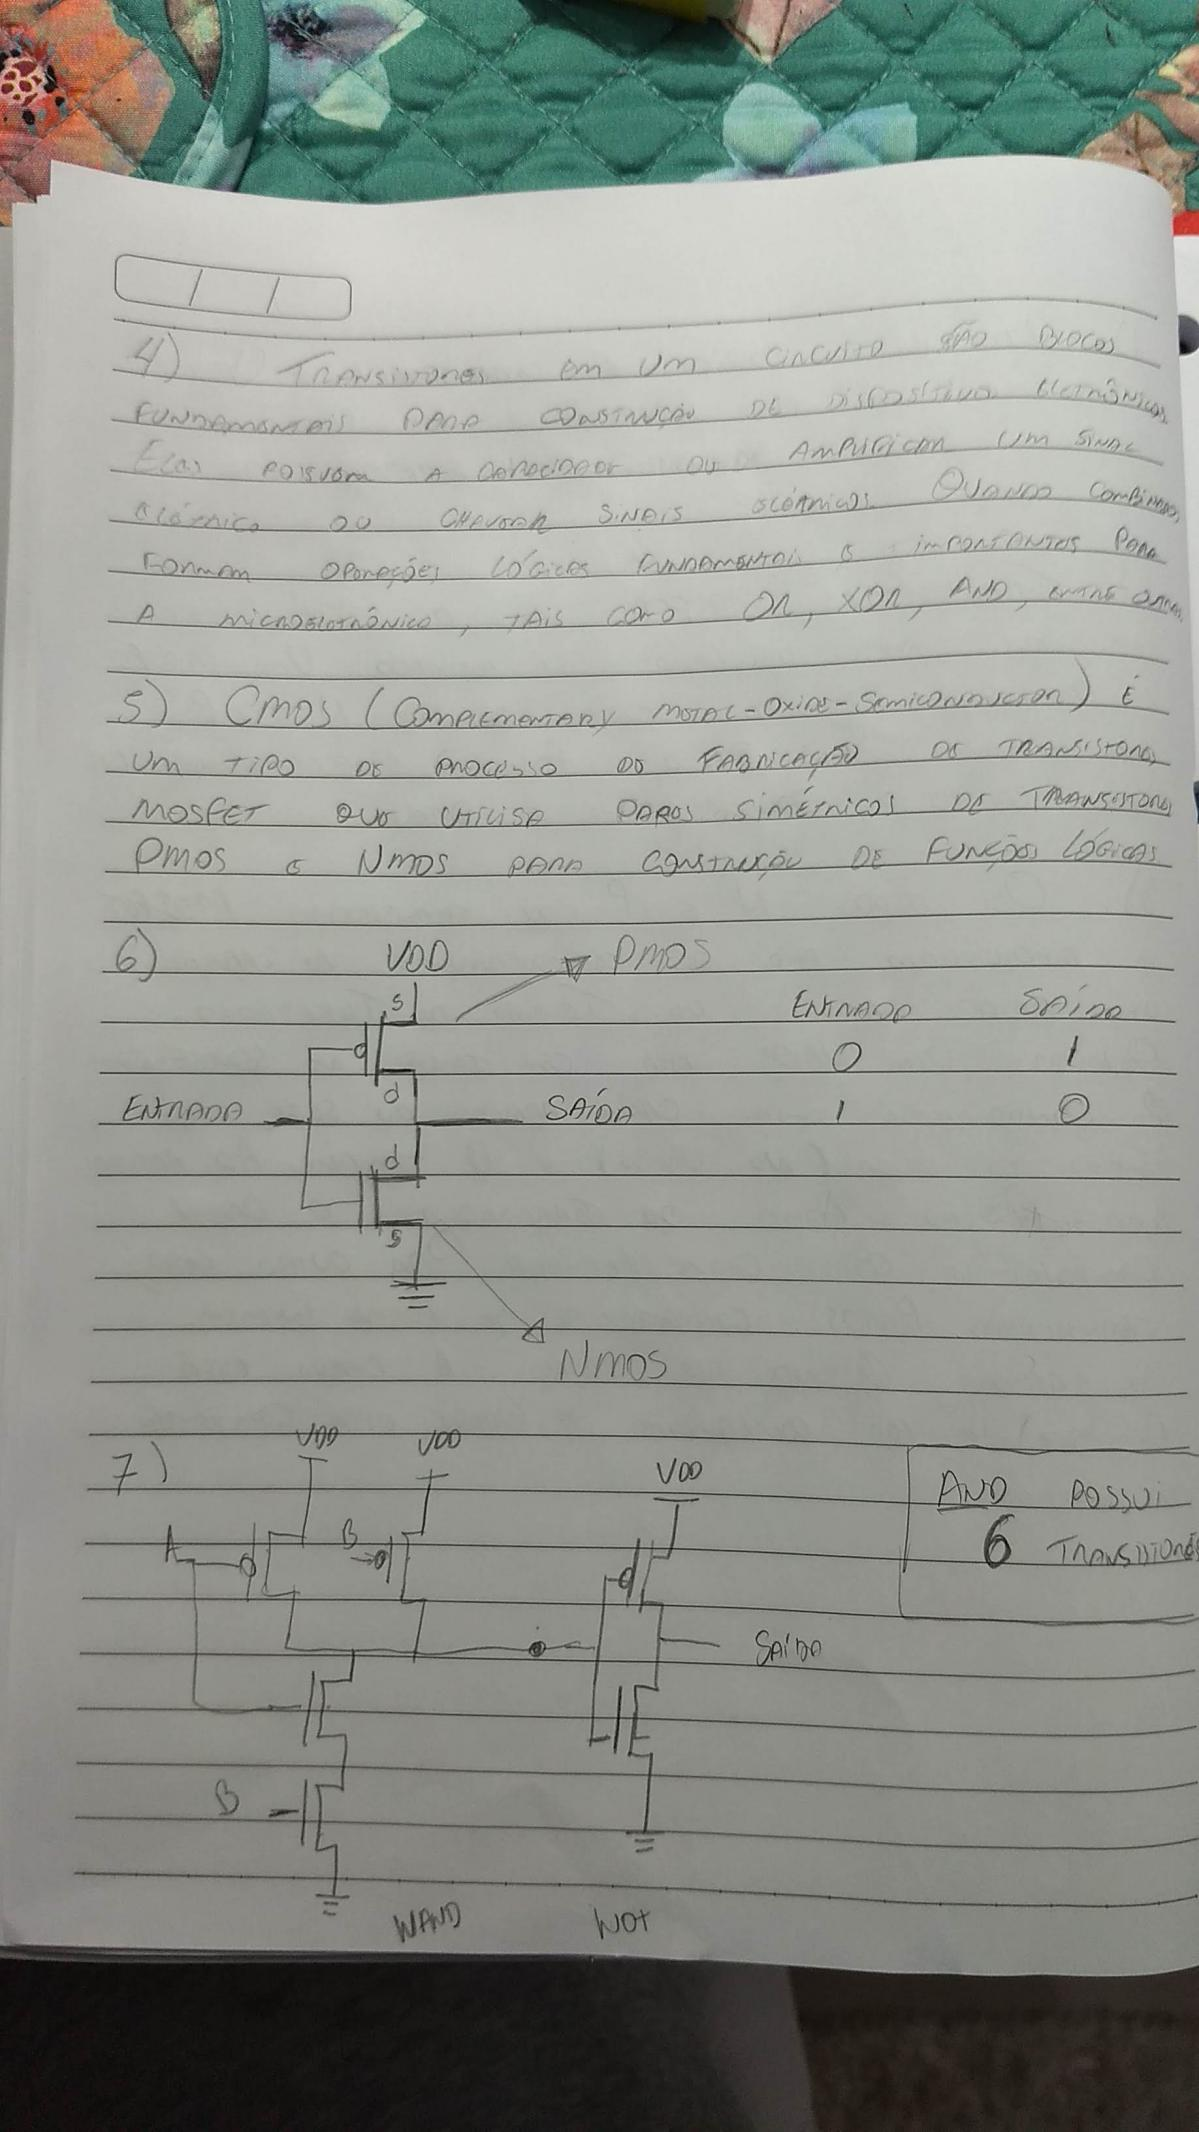 4) TRANSISTORES EM UM CIRCUITO SÃO BLOCOS
FUNDAMENTAIS PARA CONSTRUÇÃO DE DISPOSITIVOS ELETRÔNICOS.
ELES POSSUEM A CAPACIDADE OU AMPLIFICAR UM SINAL
ELÉTRICO OU CHAVEAR SINAIS ELÉTRICOS. QUANDO COMBINADOS,
FORMAM OPERAÇÕES LÓGICAS FUNDAMENTAIS E IMPORTANTES PARA
A MICROELETRÔNICA, TAIS COMO OR, XOR, AND, ENTRE OUTRAS.
5) CMOS (COMPLEMENTARY METAL-OXIDE-SEMICONDUCTOR) É
UM TIPO DE PROCESSO DE FABRICAÇÃO DE TRANSISTORES
MOSFET QUE UTILISA PARES SIMÉTRICOS DE TRANSISTORES
PMOS E NMOS PARA CONSTRUÇÃO DE FUNÇÕES LÓGICAS
6) VDD PMOS
S
ENTRADA SAÍDA
0 1
d
ENTRADA SAÍDA
1 0
d
S
NMOS
7) VDD VDD VDD
AND POSSUI
6 TRANSISTORES
A B
SAÍDA
B
NAND NOT